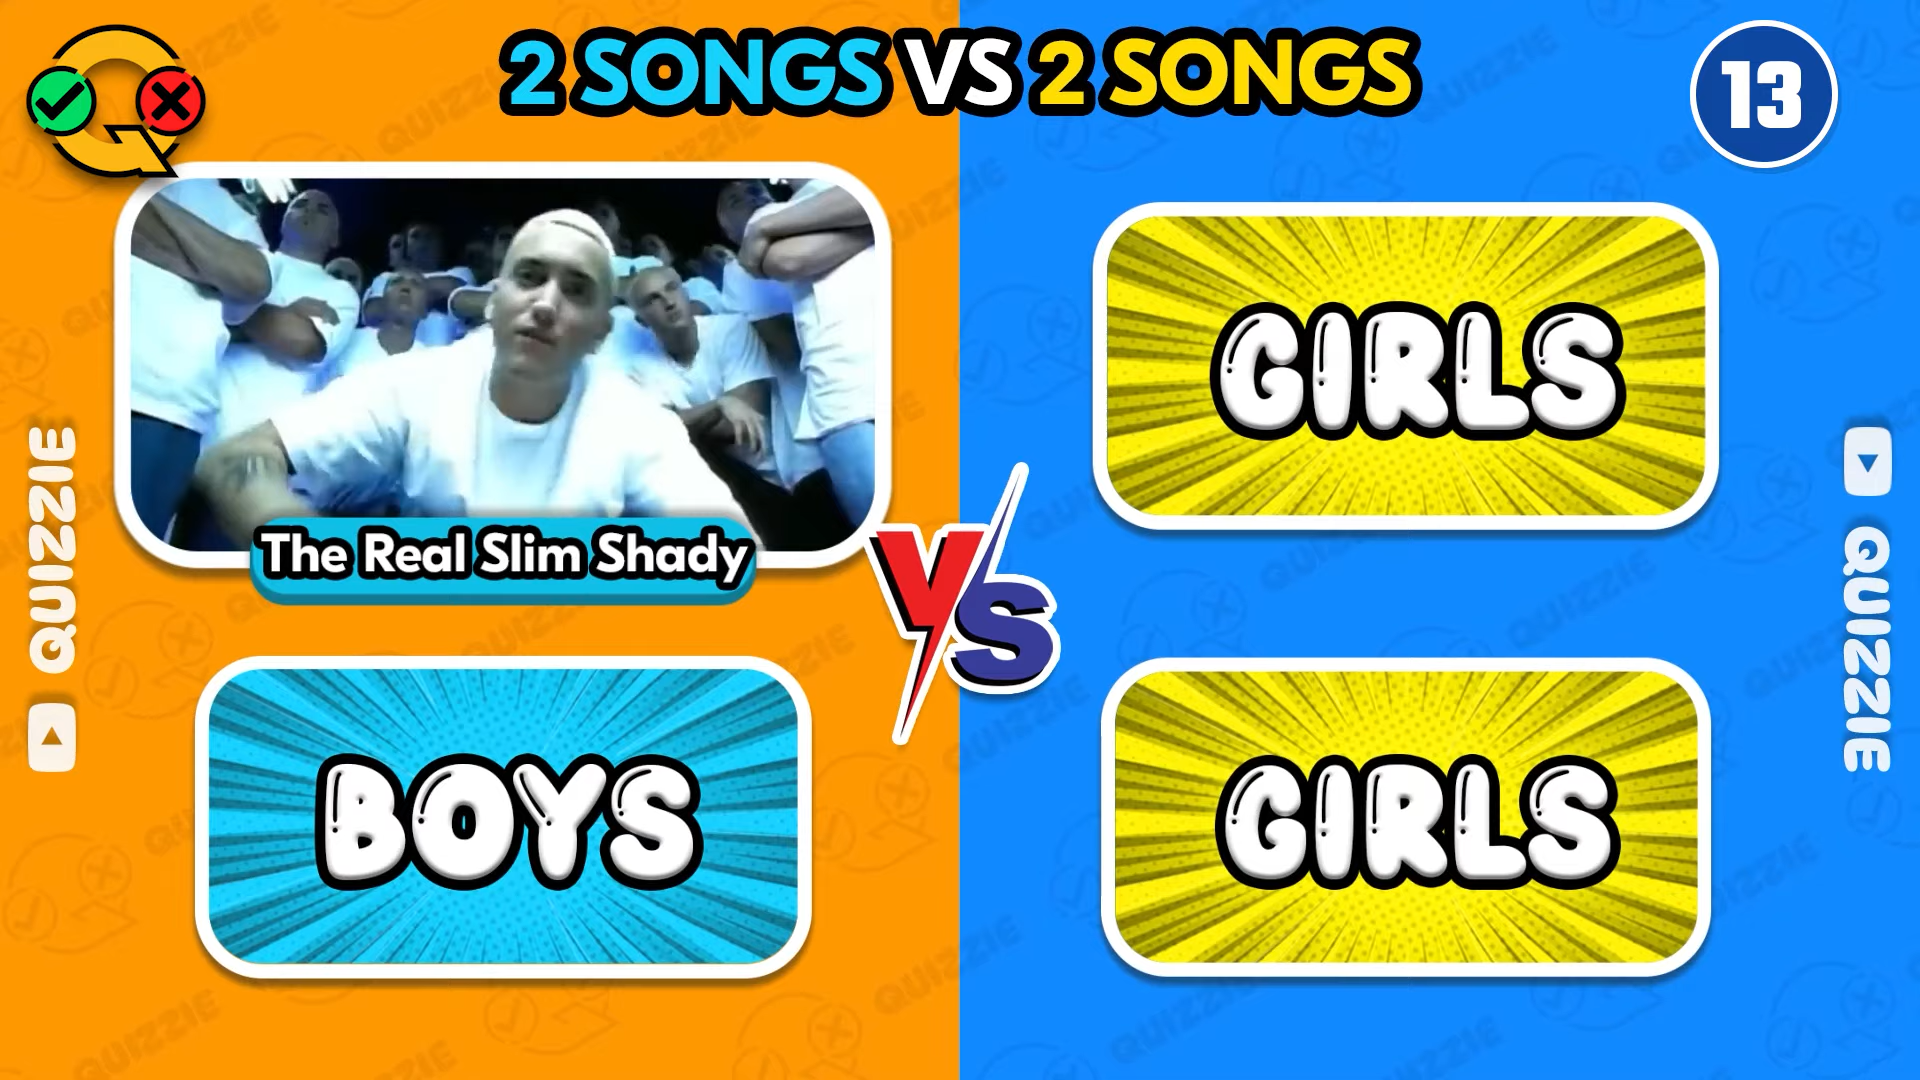 2 SONGS VS 2 SONGS
13
The Real Slim Shady
GIRLS
VS
BOYS
GIRLS
QUIZZIE
QUIZZIE